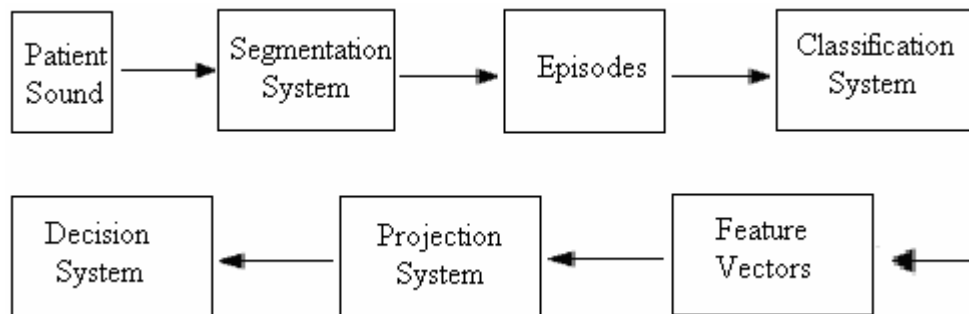 Patient
Sound
Segmentation
System
Episodes
Classification
System
Feature
Vectors
Projection
System
Decision
System